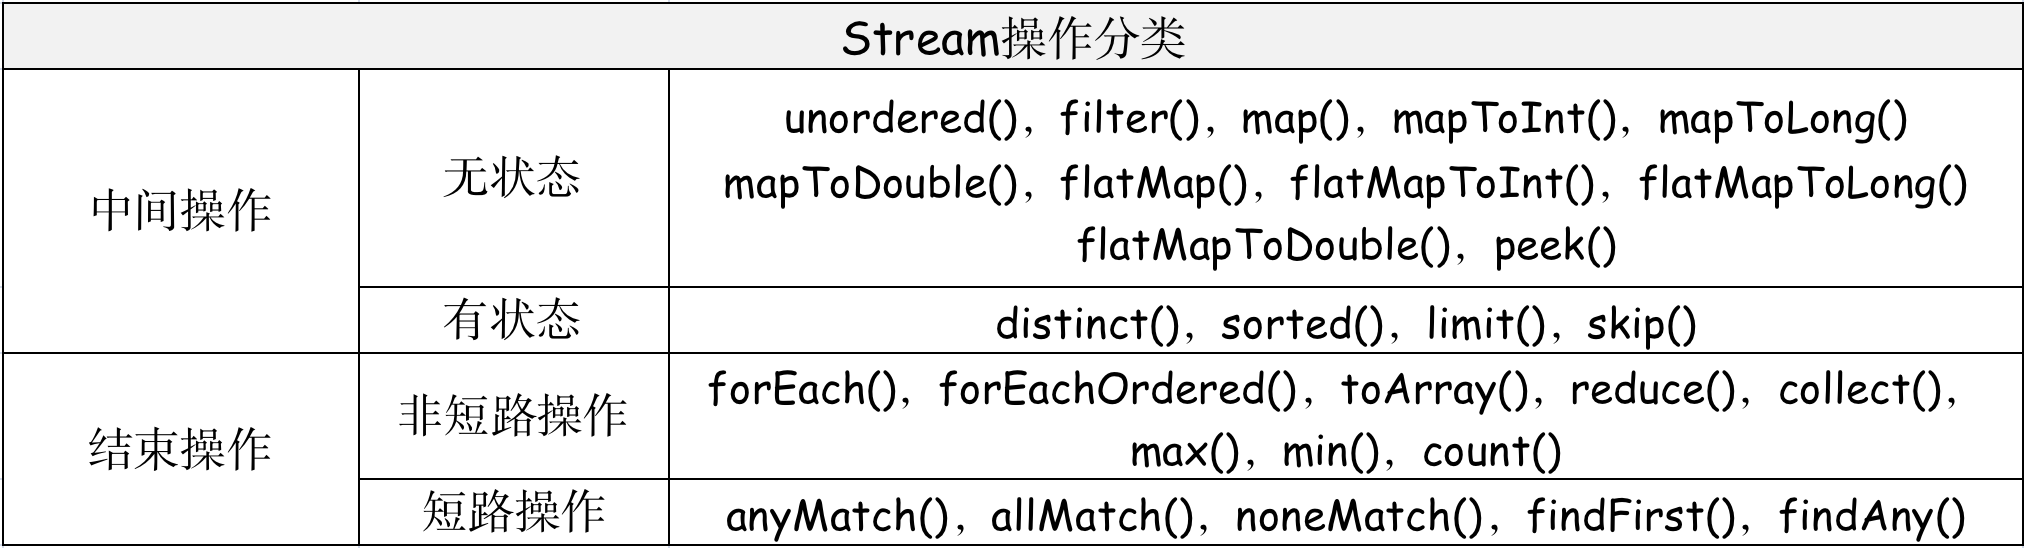 Stream操作分类
中间操作
无状态
unordered()，filter()，map()，mapToInt()，mapToLong()
mapToDouble()，flatMap()，flatMapToInt()，flatMapToLong()
flatMapToDouble()，peek()
有状态
distinct()，sorted()，limit()，skip()
结束操作
非短路操作
forEach()，forEachOrdered()，toArray()，reduce()，collect()，
max()，min()，count()
短路操作
anyMatch()，allMatch()，noneMatch()，findFirst()，findAny()